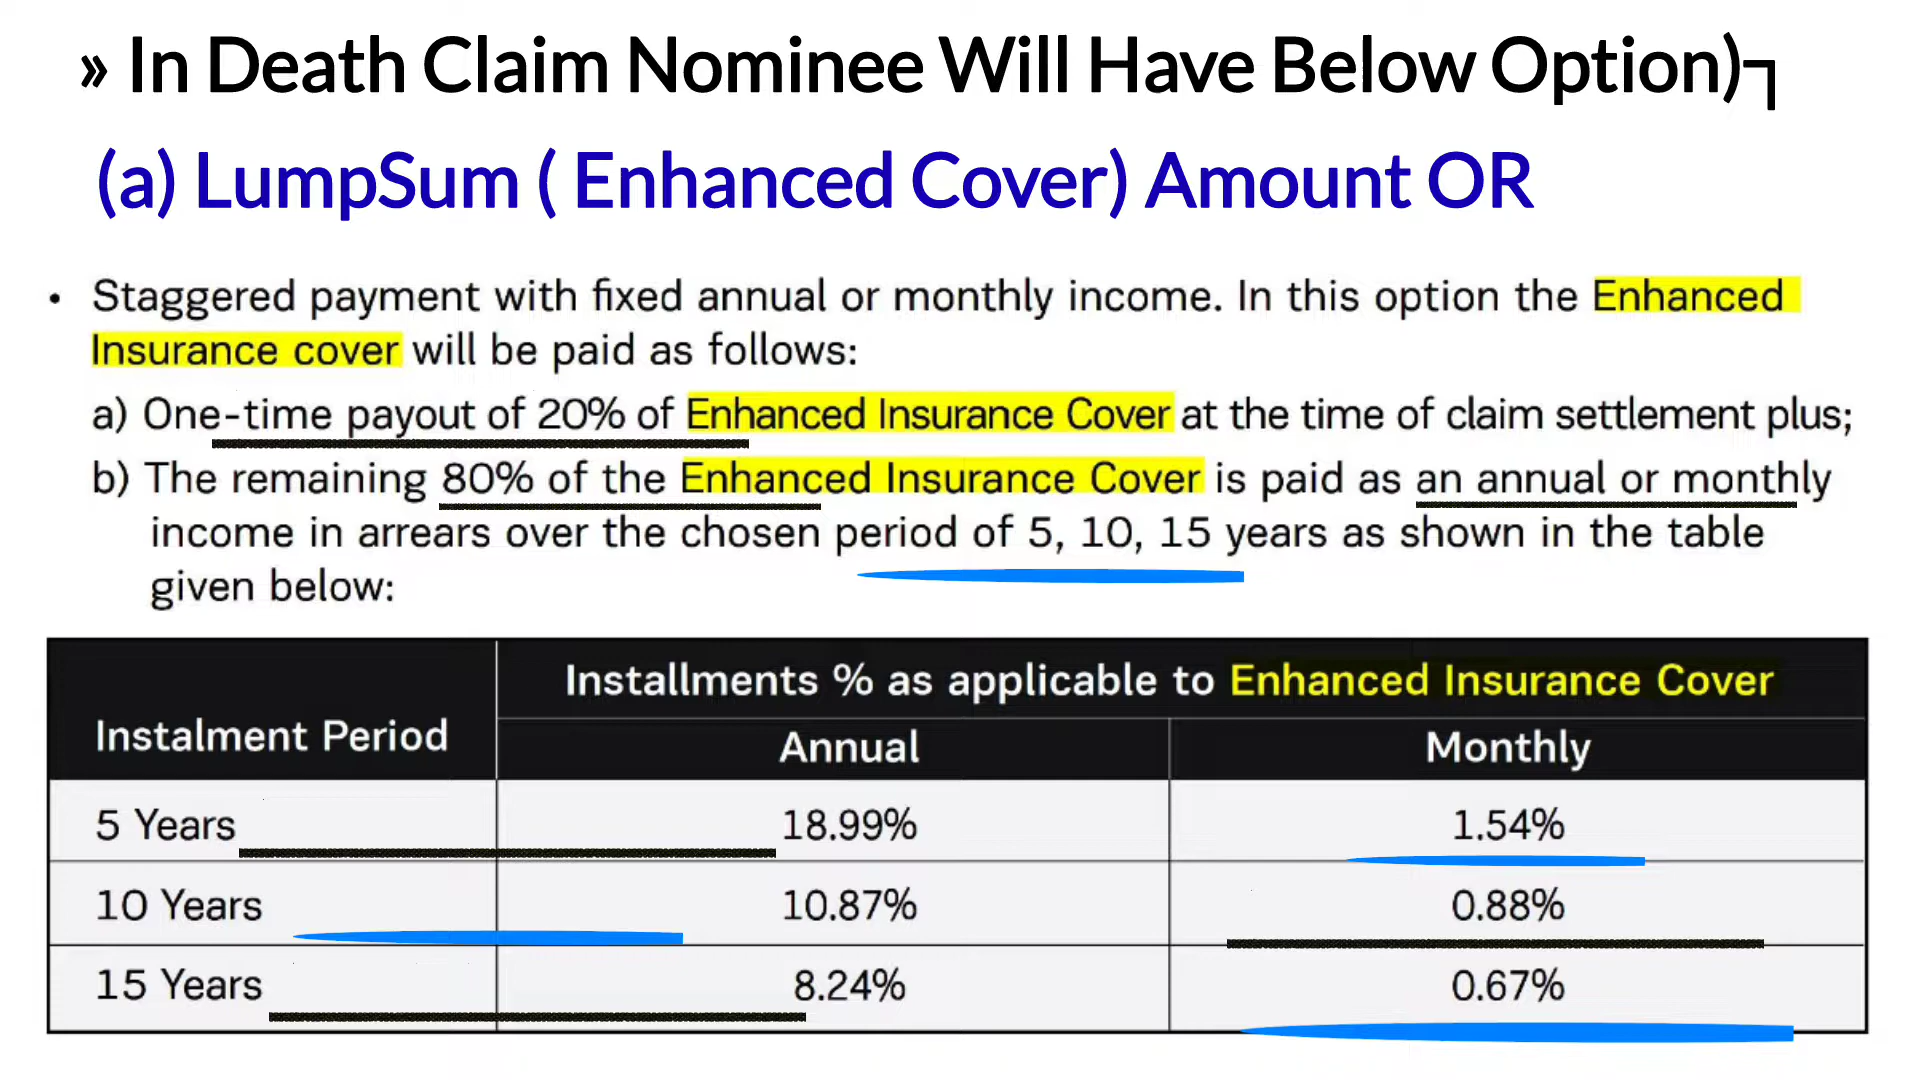 » In Death Claim Nominee Will Have Below Option)┐
(a) LumpSum ( Enhanced Cover) Amount OR
• Staggered payment with fixed annual or monthly income. In this option the Enhanced
Insurance cover will be paid as follows:
a) One-time payout of 20% of Enhanced Insurance Cover at the time of claim settlement plus;
b) The remaining 80% of the Enhanced Insurance Cover is paid as an annual or monthly
income in arrears over the chosen period of 5, 10, 15 years as shown in the table
given below:
Instalment Period
Installments % as applicable to Enhanced Insurance Cover
Annual Monthly
5 Years 18.99% 1.54%
10 Years 10.87% 0.88%
15 Years 8.24% 0.67%